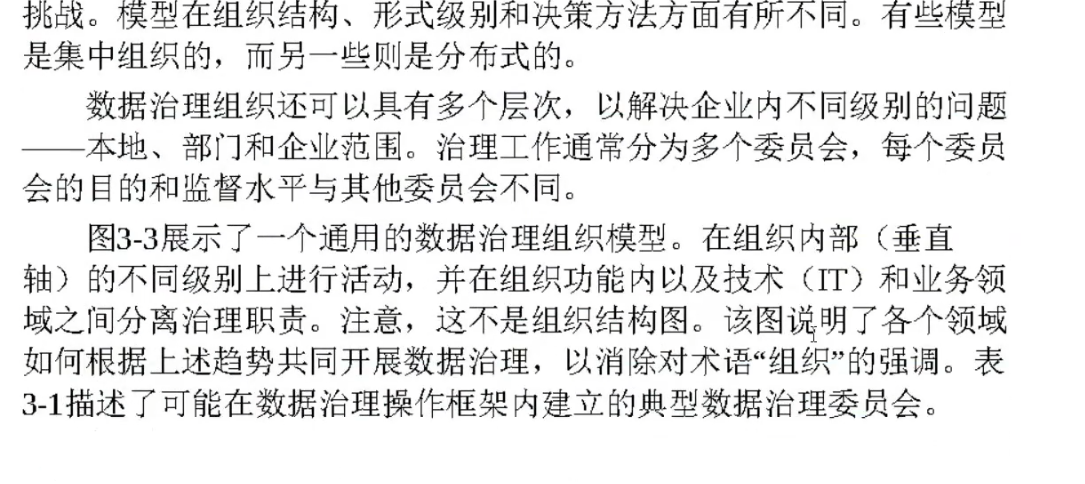 挑战。模型在组织结构、形式级别和决策方法方面有所不同。有些模型
是集中组织的，而另一些则是分布式的。
数据治理组织还可以具有多个层次，以解决企业内不同级别的问题
——本地、部门和企业范围。治理工作通常分为多个委员会，每个委员
会的目的和监督水平与其他委员会不同。
图3-3展示了一个通用的数据治理组织模型。在组织内部（垂直
轴）的不同级别上进行活动，并在组织功能内以及技术（IT）和业务领
域之间分离治理职责。注意，这不是组织结构图。该图说明了各个领域
如何根据上述趋势共同开展数据治理，以消除对术语“组织”的强调。表
3-1描述了可能在数据治理操作框架内建立的典型数据治理委员会。